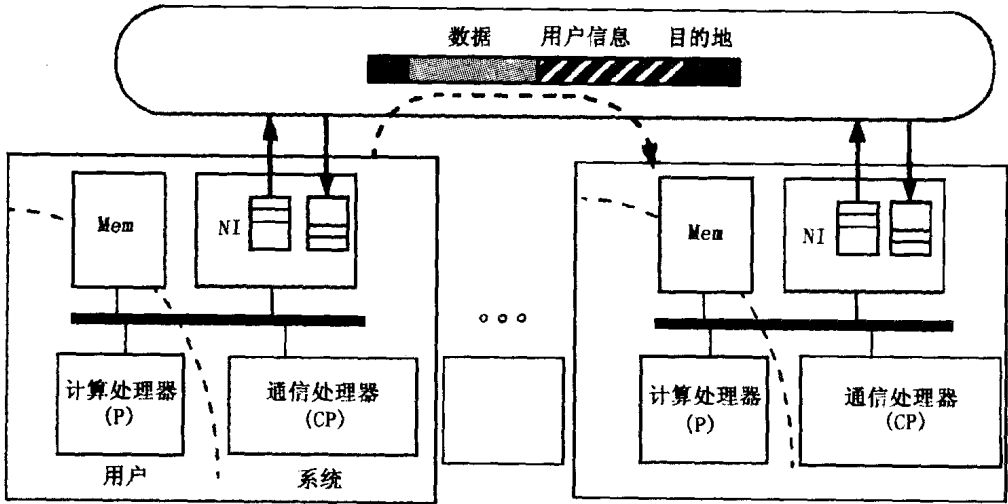 数据 用户信息 目的地
Mem
NI
计算处理器
(P)
通信处理器
(CP)
用户
系统
Mem
NI
计算处理器
(P)
通信处理器
(CP)